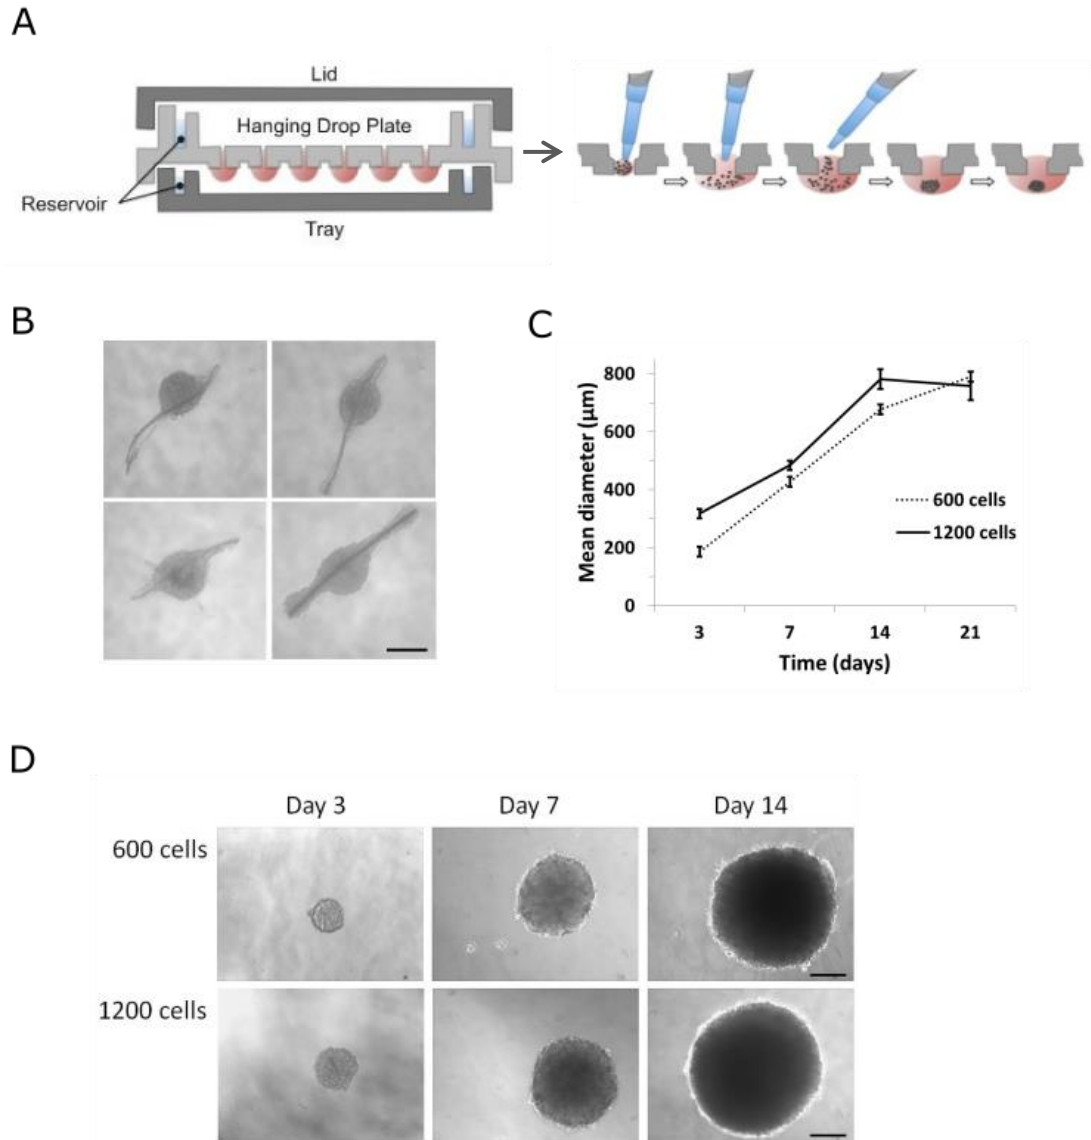 A
Lid
Hanging Drop Plate
Reservoir
Tray
B
C
Mean diameter (µm)
800
600
400
200
0
600 cells
1200 cells
3 7 14 21
Time (days)
D
Day 3 Day 7 Day 14
600 cells
1200 cells